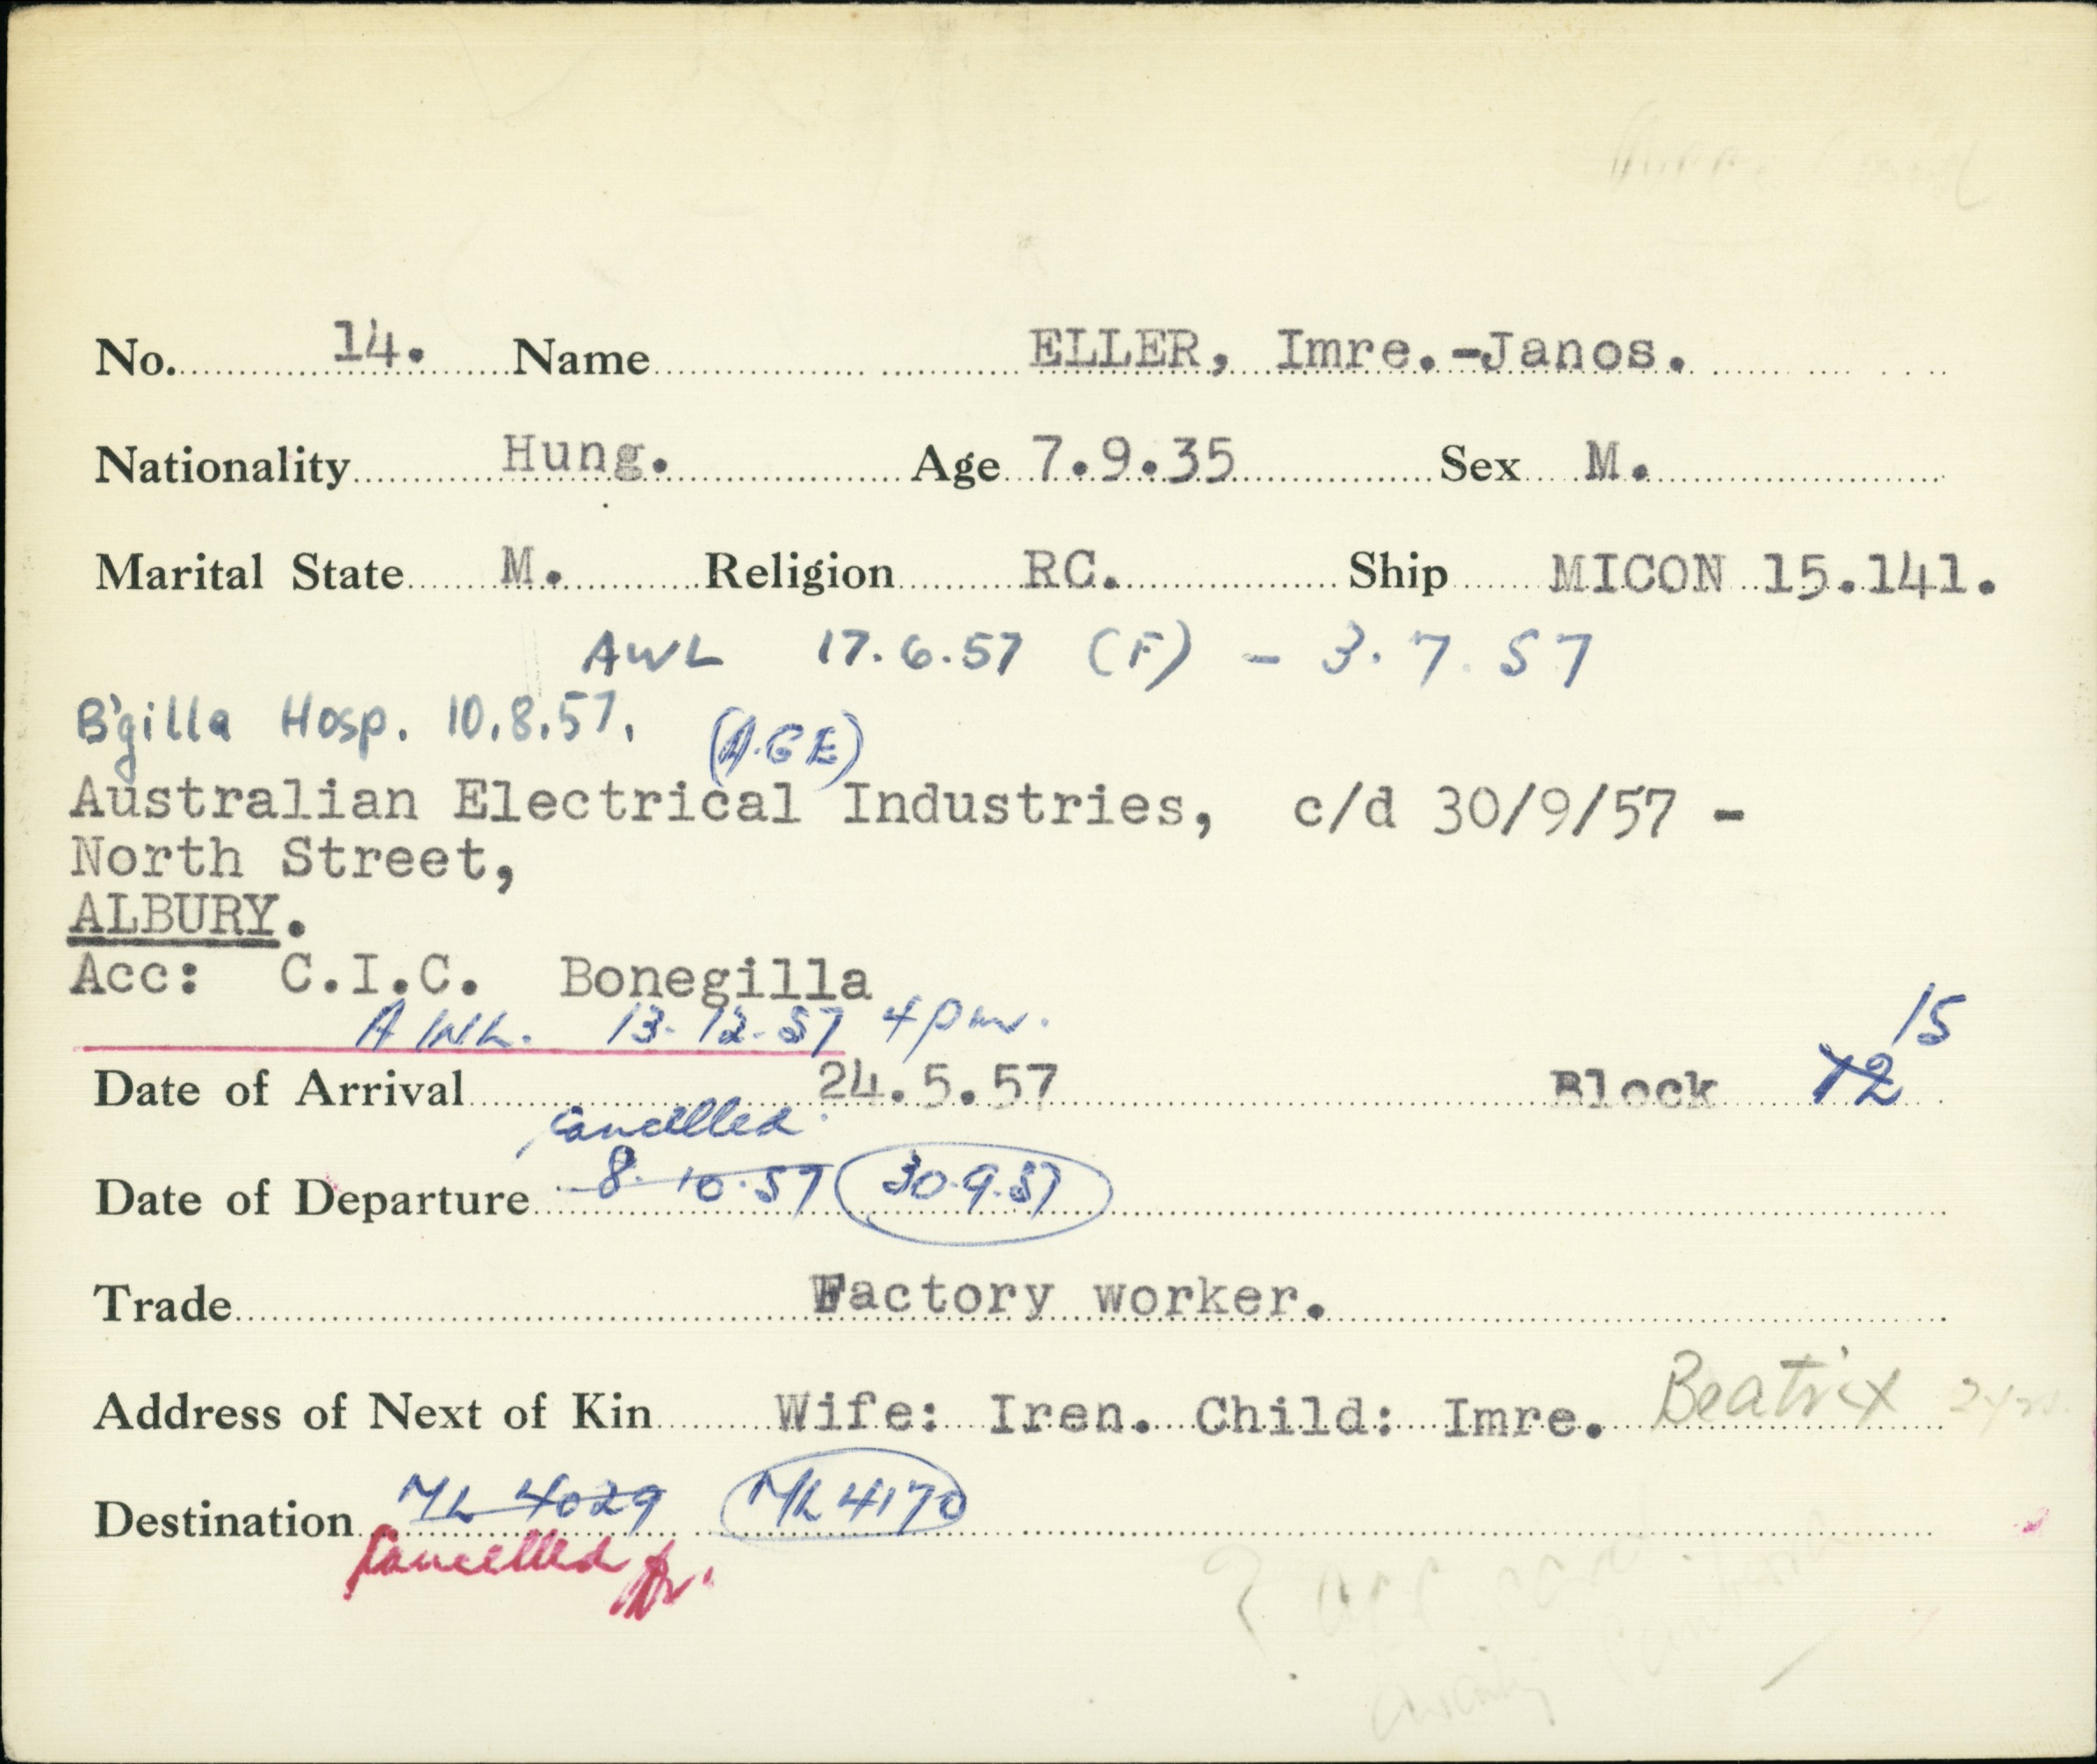 No. 14. Name ELLER, Imre.-Janos.
Nationality Hung. Age 7.9.35 Sex M.
Marital State M. Religion RC. Ship MICON 15.141.
AWL 17.6.57 (F) - 3.7.57
B'gilla Hosp. 10.8.57. (A.G.E)
Australian Electrical Industries, c/d 30/9/57 -
North Street,
ALBURY.
Acc: C.I.C. Bonegilla
AWL. 13.12.57 4pm.
15
Date of Arrival 24.5.57 Block 12
cancelled
Date of Departure 8.10.57 30.9.57
Trade Factory worker.
Address of Next of Kin Wife: Iren. Child: Imre. Beatrix
Destination ML 4029 ML 4170
Cancelled